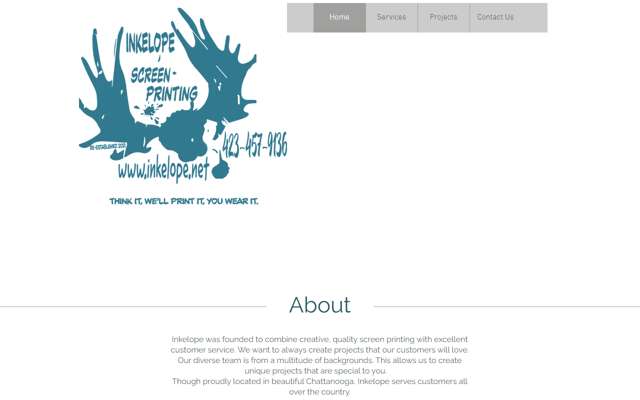 Home
Services
Projects
Contact Us
INKELOPE
SCREEN-
PRINTING
423-457-9136
www.inkelope.net
THINK IT, WE'LL PRINT IT, YOU WEAR IT.
About
Inkelope was founded to combine creative, quality screen printing with excellent
customer service. We want to always create projects that our customers will love.
Our diverse team is from a multitude of backgrounds. This allows us to create
unique projects that are special to you.
Though proudly located in beautiful Chattanooga, Inkelope serves customers all
over the country.